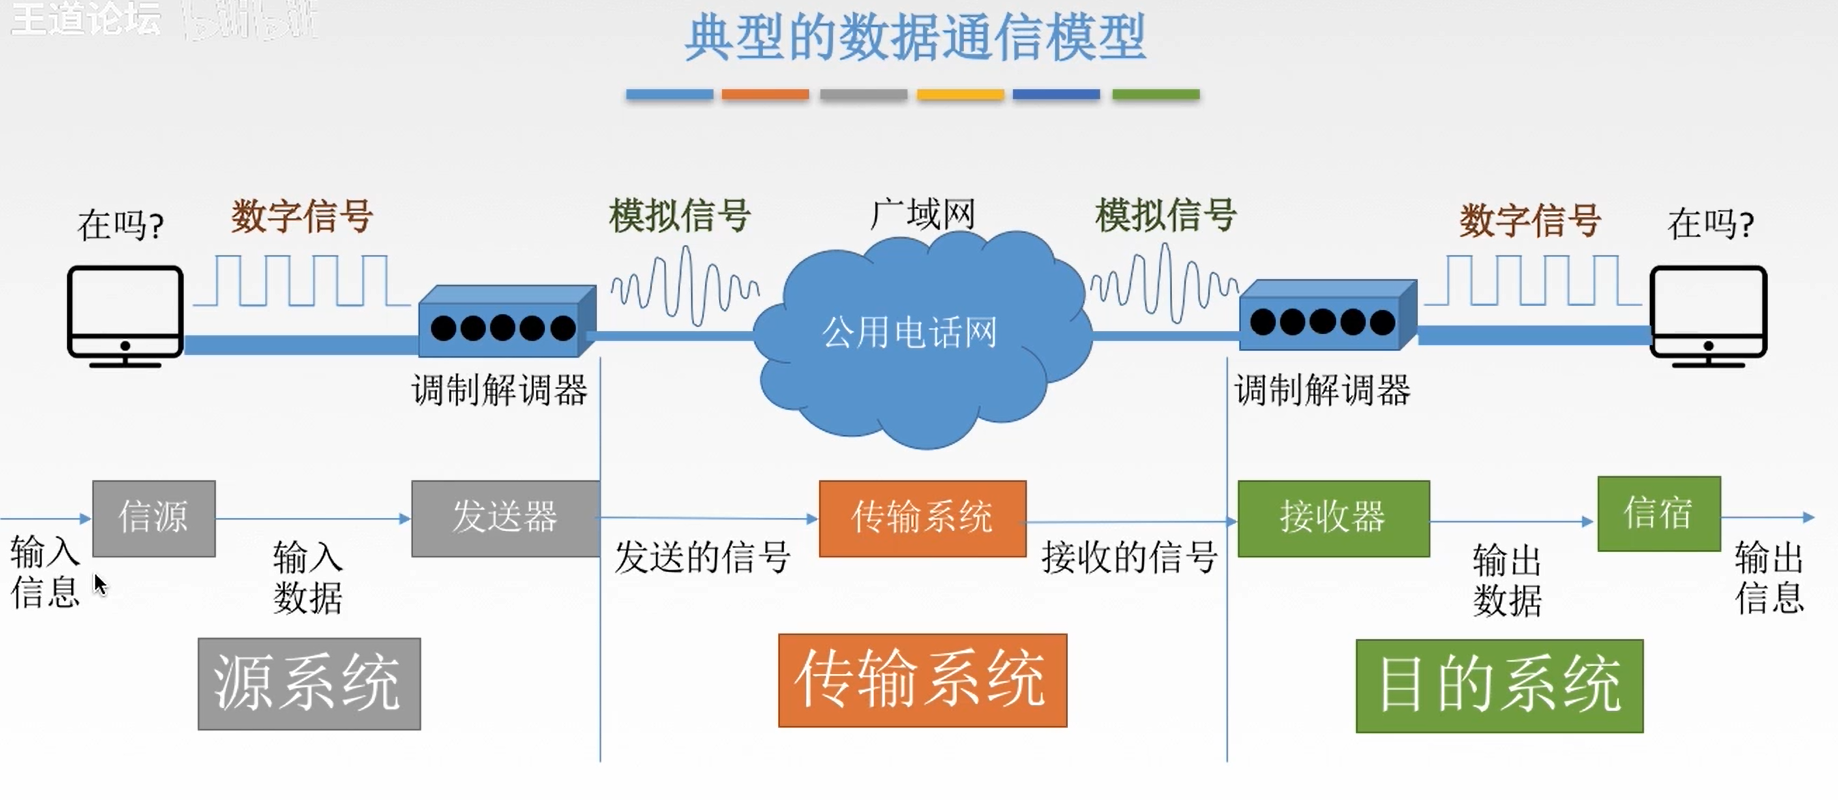 王道论坛 bilibili
典型的数据通信模型
在吗?
数字信号
模拟信号
广域网
模拟信号
数字信号
在吗?
公用电话网
调制解调器
调制解调器
信源
发送器
传输系统
接收器
信宿
输入
信息
输入
数据
发送的信号
接收的信号
输出
数据
输出
信息
源系统
传输系统
目的系统